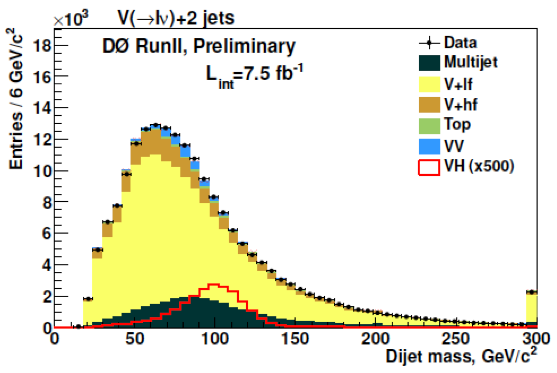 ×10³
V(→lν)+2 jets
DØ RunII, Preliminary
L_int=7.5 fb⁻¹
Data
Multijet
V+lf
V+hf
Top
VV
VH (x500)
Entries / 6 GeV/c²
18
16
14
12
10
8
6
4
2
0
0 50 100 150 200 250 300
Dijet mass, GeV/c²